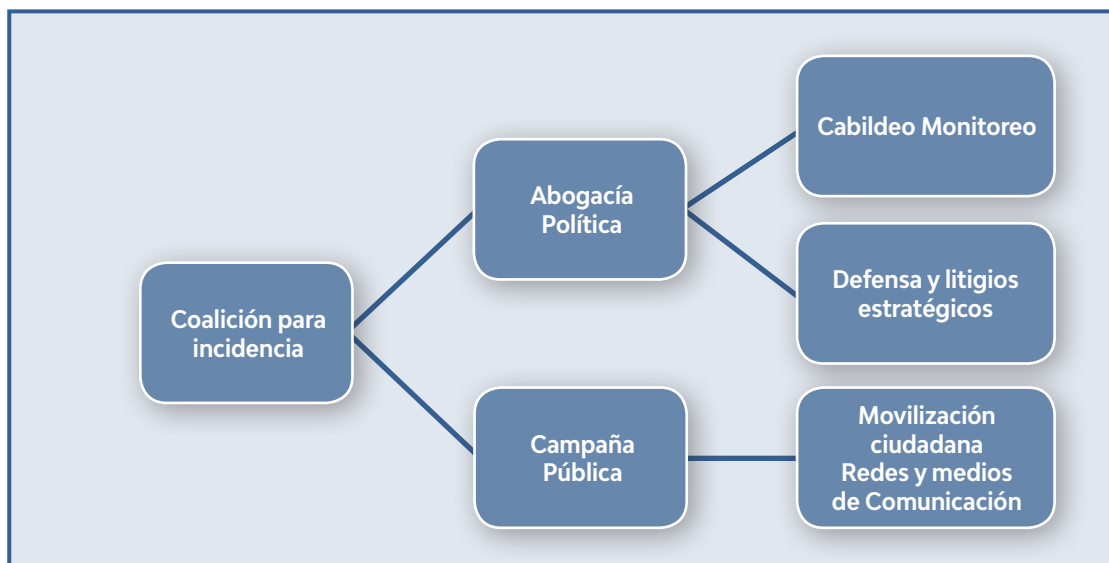 Coalición para
incidencia
Abogacía
Política
Cabildeo Monitoreo
Defensa y litigios
estratégicos
Campaña
Pública
Movilización
ciudadana
Redes y medios
de Comunicación